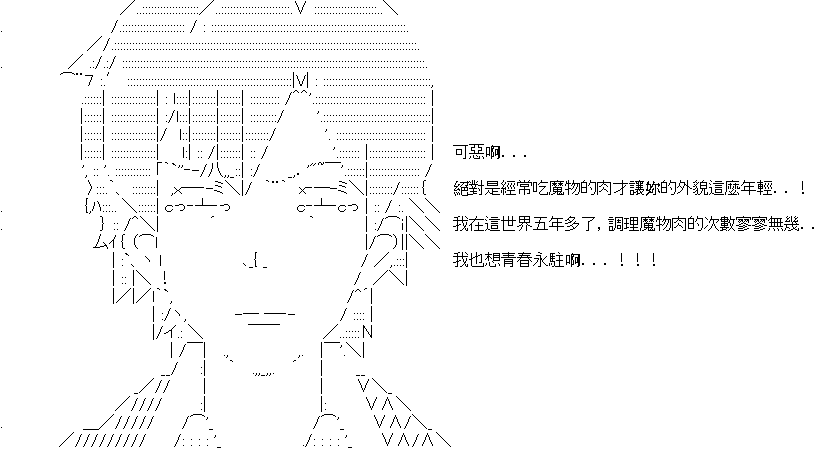 可惡啊...
絕對是經常吃魔物的肉才讓妳的外貌這麼年輕..！
我在這世界五年多了,調理魔物肉的次數寥寥無幾..
我也想青春永駐啊...！！！